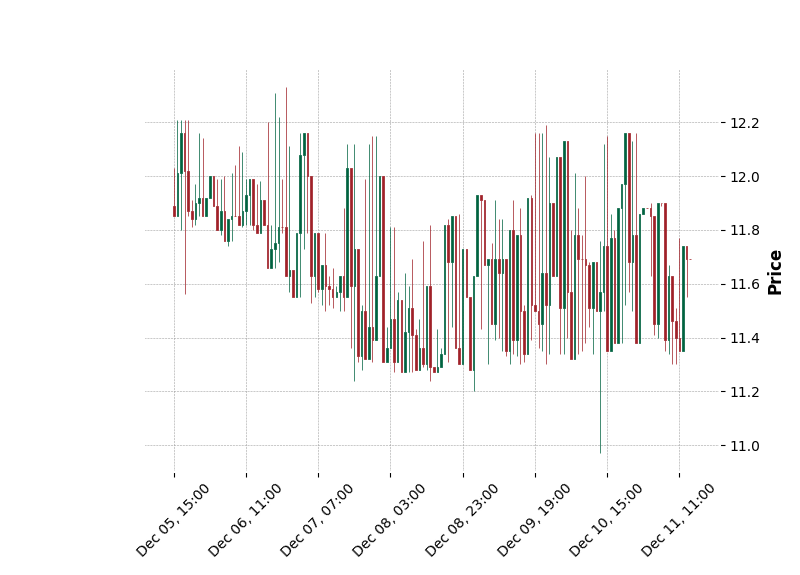 12.2
12.0
11.8
11.6
11.4
11.2
11.0
Price
Dec 05, 15:00
Dec 06, 11:00
Dec 07, 07:00
Dec 08, 03:00
Dec 08, 23:00
Dec 09, 19:00
Dec 10, 15:00
Dec 11, 11:00